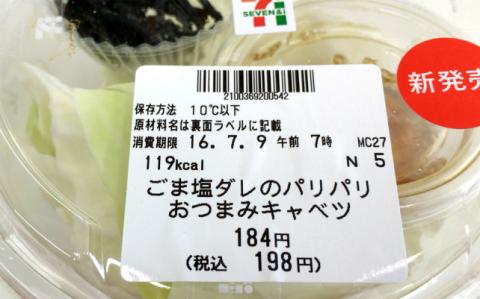 7
SEVEN&i
新発売
2100369200542
保存方法 10℃以下
原材料名は裏面ラベルに記載
消費期限 16.7.9 午前 7時 MC27
119kcal N 5
ごま塩ダレのパリパリ
おつまみキャベツ
184円
(税込 198円)